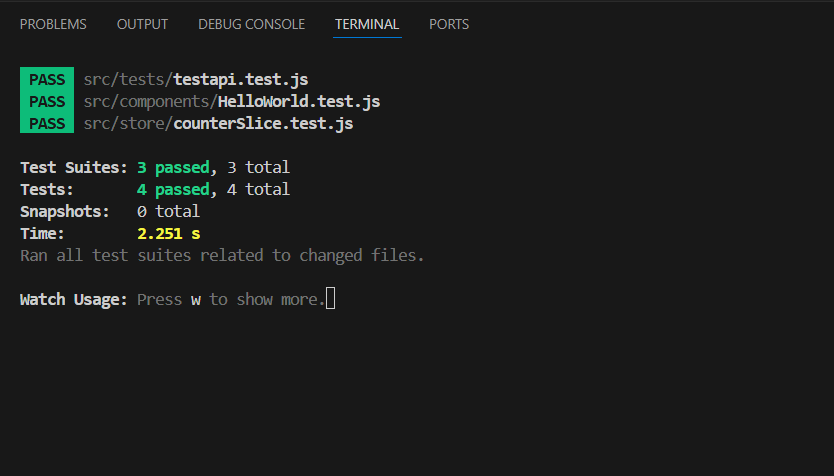 PROBLEMS OUTPUT DEBUG CONSOLE TERMINAL PORTS
PASS src/tests/testapi.test.js
PASS src/components/HelloWorld.test.js
PASS src/store/counterSlice.test.js
Test Suites: 3 passed, 3 total
Tests: 4 passed, 4 total
Snapshots: 0 total
Time: 2.251 s
Ran all test suites related to changed files.
Watch Usage: Press w to show more.